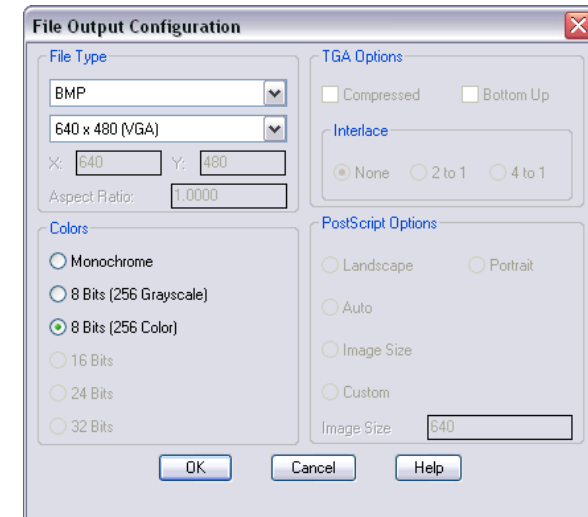 File Output Configuration
File Type
BMP
640 x 480 (VGA)
X: 640 Y: 480
Aspect Ratio: 1.0000
Colors
Monochrome
8 Bits (256 Grayscale)
8 Bits (256 Color)
16 Bits
24 Bits
32 Bits
TGA Options
Compressed Bottom Up
Interlace
None 2 to 1 4 to 1
PostScript Options
Landscape Portrait
Auto
Image Size
Custom
Image Size 640
OK Cancel Help